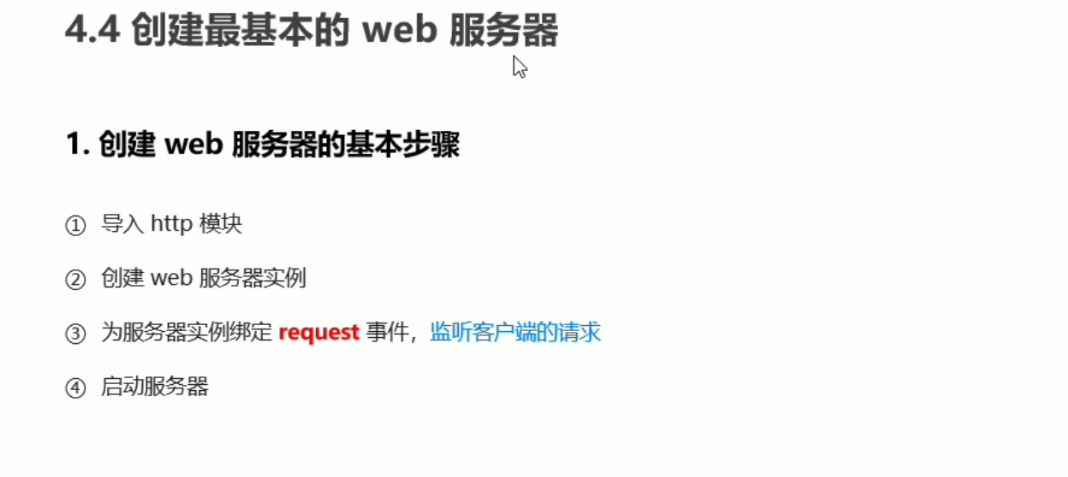 4.4 创建最基本的 web 服务器
1. 创建 web 服务器的基本步骤
① 导入 http 模块
② 创建 web 服务器实例
③ 为服务器实例绑定 request 事件，监听客户端的请求
④ 启动服务器